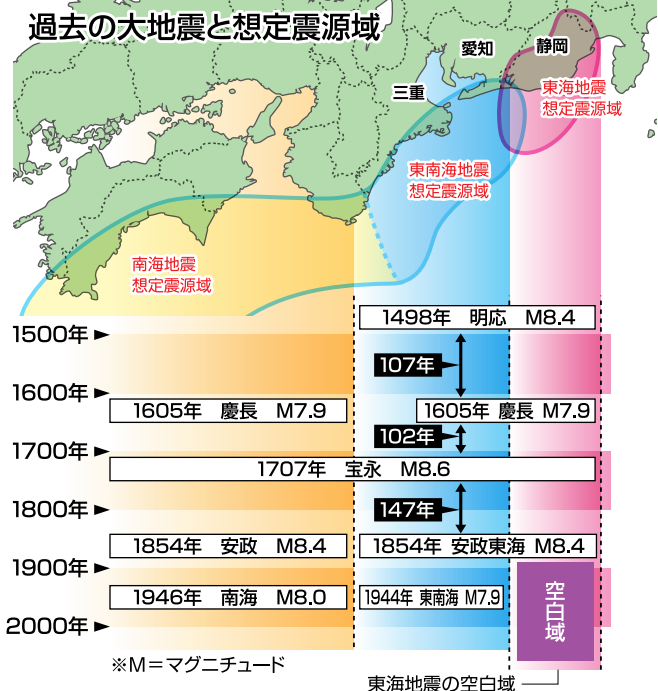 過去の大地震と想定震源域
愛知
静岡
三重
東海地震
想定震源域
東南海地震
想定震源域
南海地震
想定震源域
1498年 明応 M8.4
1500年
107年
1600年
1605年 慶長 M7.9
1605年 慶長 M7.9
102年
1700年
1707年 宝永 M8.6
1800年
147年
1854年 安政 M8.4
1854年 安政東海 M8.4
1900年
1946年 南海 M8.0
1944年 東南海 M7.9
空白域
2000年
※M=マグニチュード
東海地震の空白域